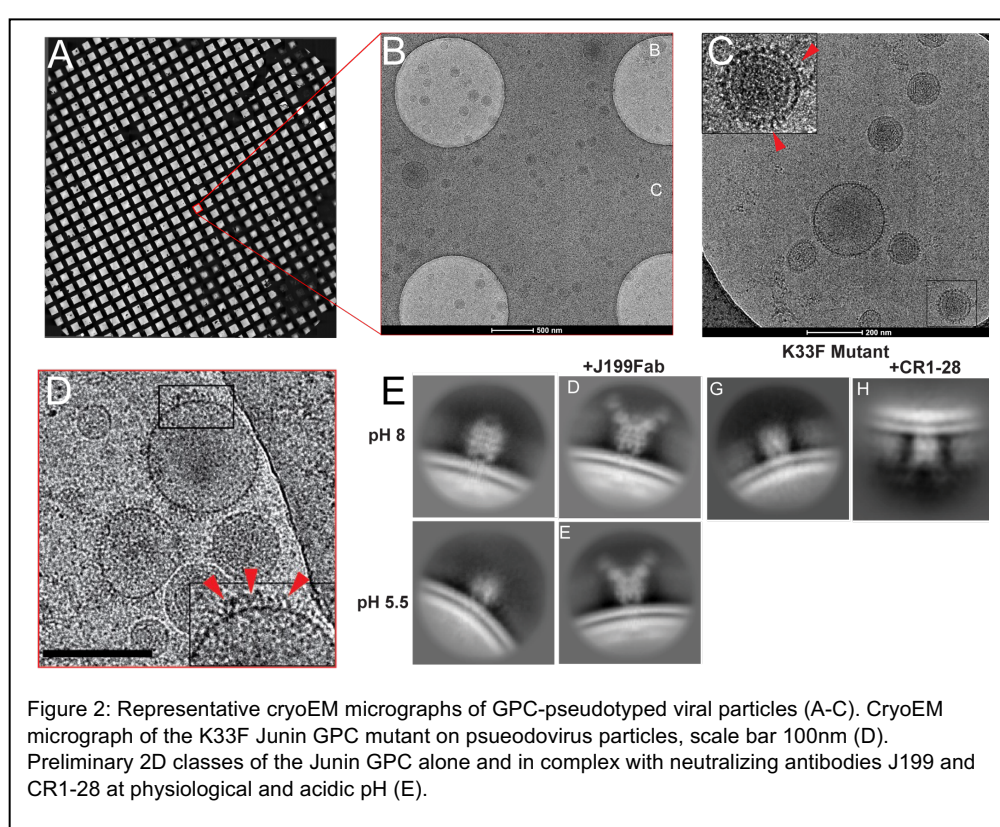 A
B
B
C
500 nm
C
200 nm
K33F Mutant
D
E
+J199Fab
+CR1-28
pH 8
D
G
H
pH 5.5
E
Figure 2: Representative cryoEM micrographs of GPC-pseudotyped viral particles (A-C). CryoEM
micrograph of the K33F Junin GPC mutant on psueodovirus particles, scale bar 100nm (D).
Preliminary 2D classes of the Junin GPC alone and in complex with neutralizing antibodies J199 and
CR1-28 at physiological and acidic pH (E).